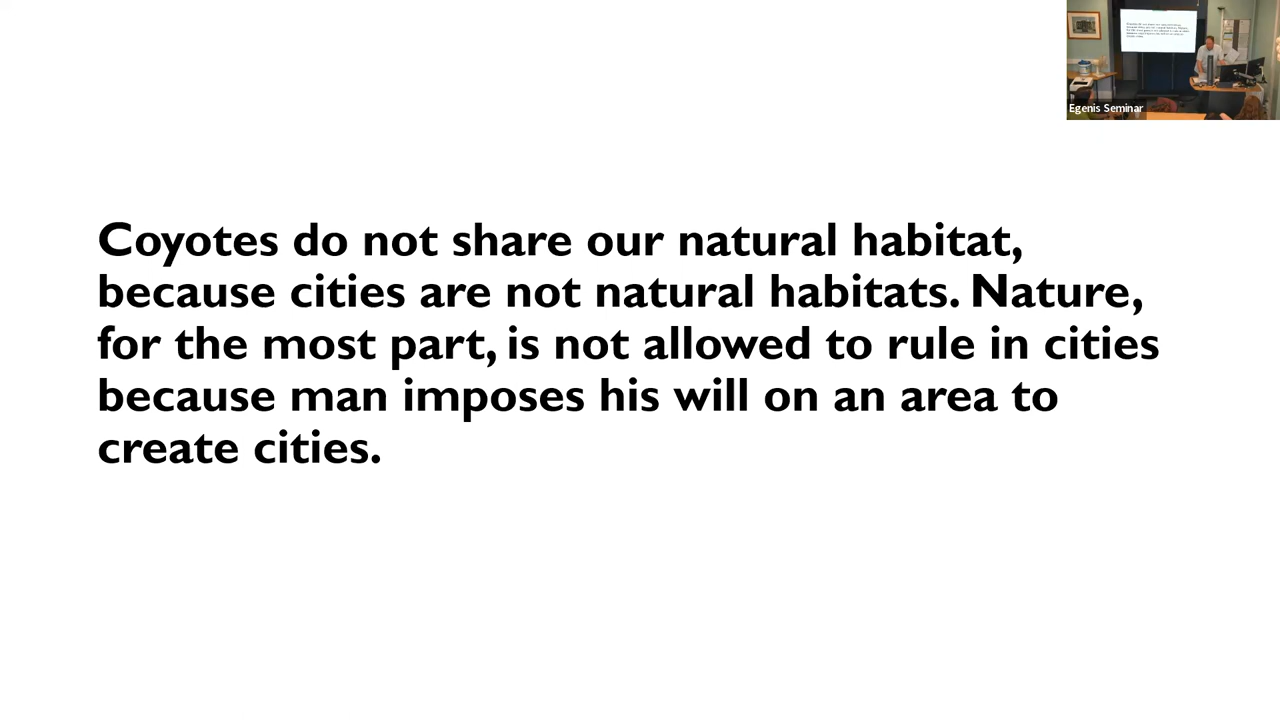 Egenis Seminar
Coyotes do not share our natural habitat,
because cities are not natural habitats. Nature,
for the most part, is not allowed to rule in cities
because man imposes his will on an area to
create cities.